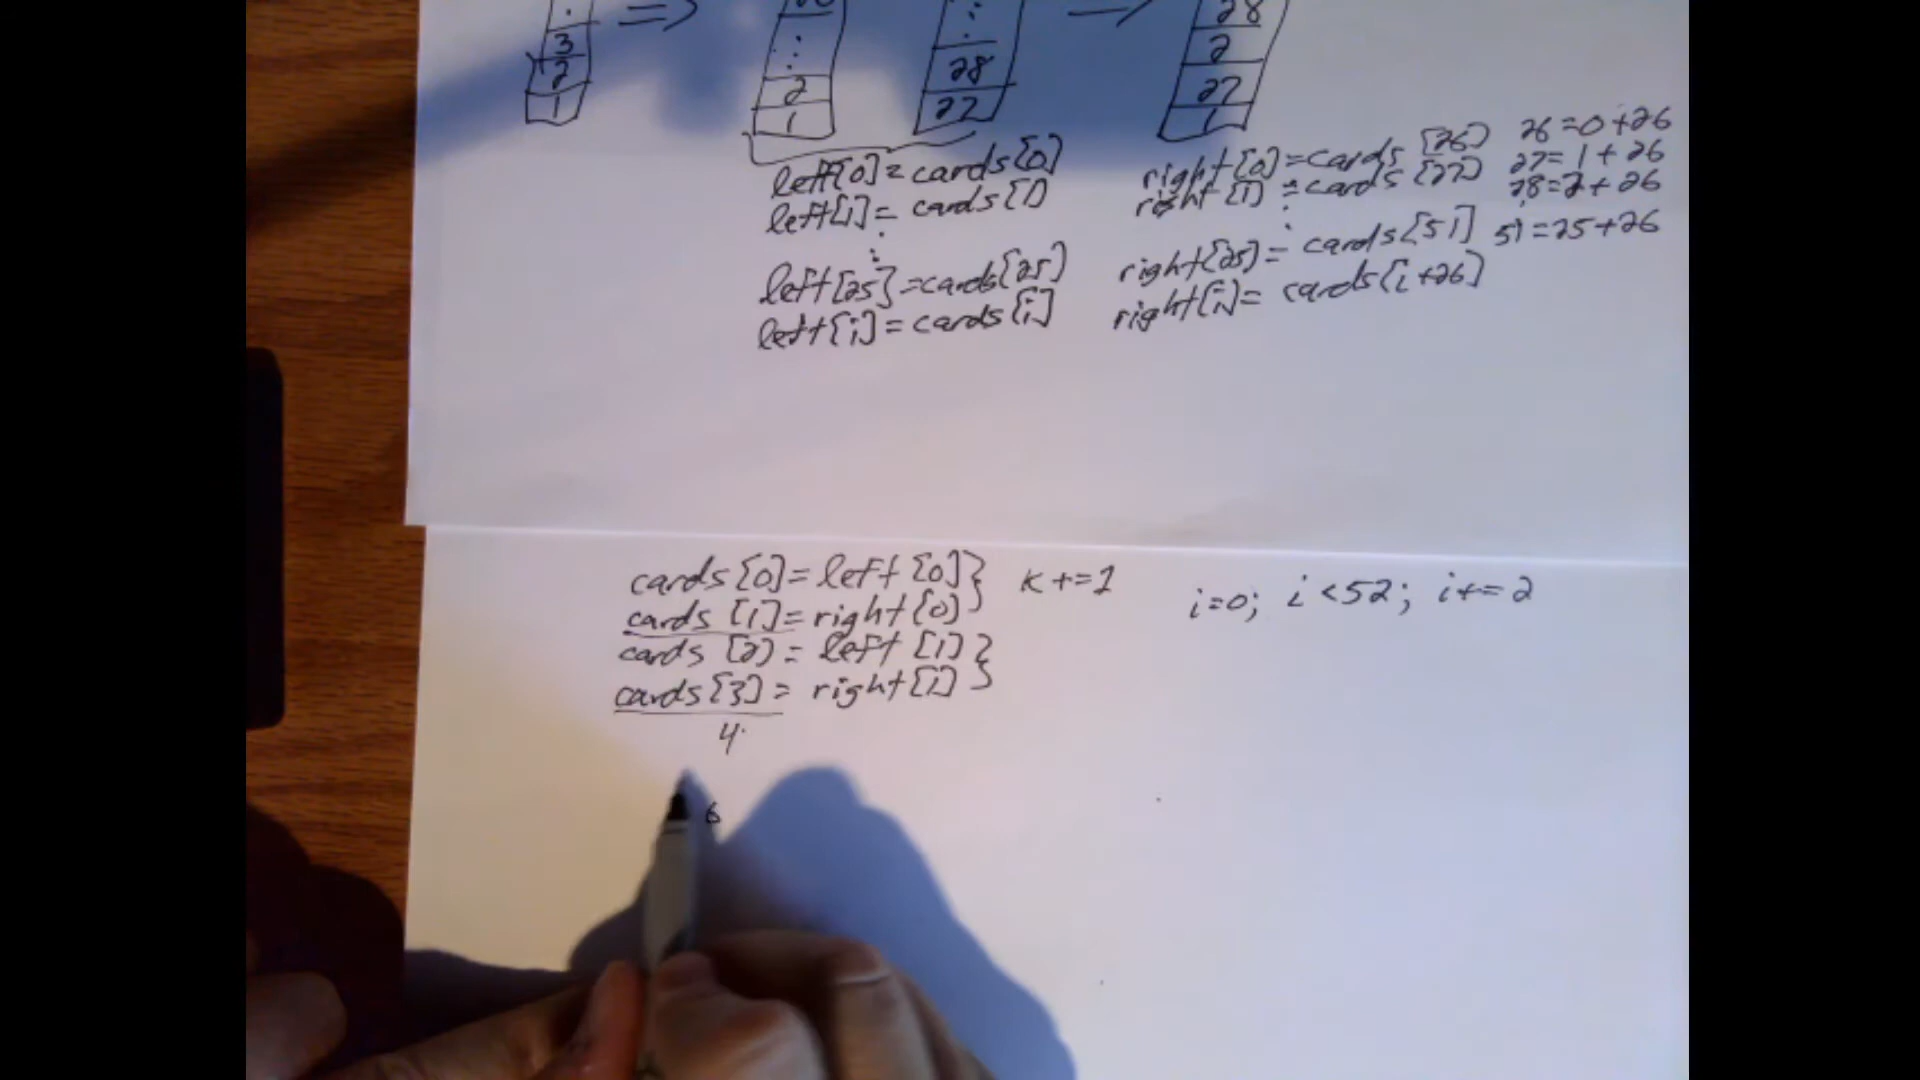 ⋮ => ⋮ ⋮ → 28
3 28 2
2 2 27
1 1 27 1
left[0]=cards[0] right[0]=cards[26] 26=0+26
left[1]=cards[1] right[1]=cards[27] 27=1+26
⋮ ⋮ 28=2+26
left[25]=cards[25] right[25]=cards[51] 51=25+26
left[i]=cards[i] right[i]=cards[i+26]
cards[0]=left[0]} k+=1 i=0; i<52; i+=2
cards[1]=right[0]
cards[2]=left[1]}
cards[3]=right[1]
4
6